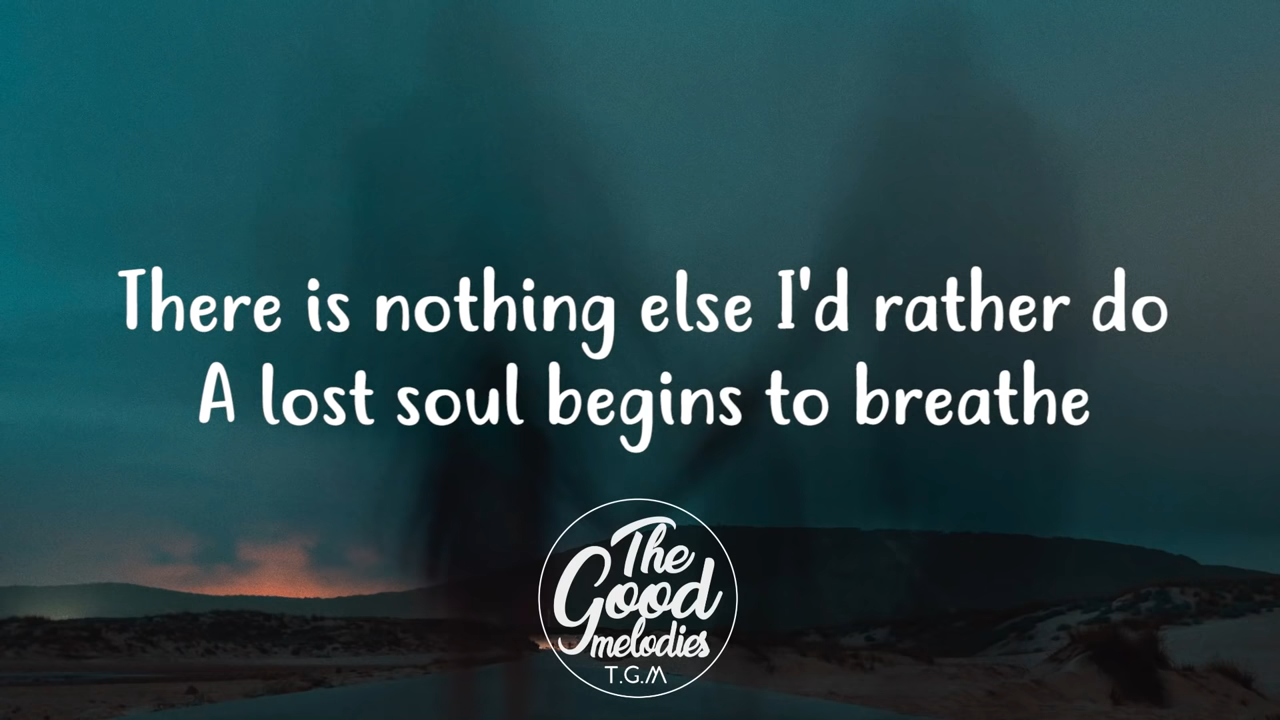 There is nothing else I'd rather do
A lost soul begins to breathe
The
Good
melodies
T.G.M